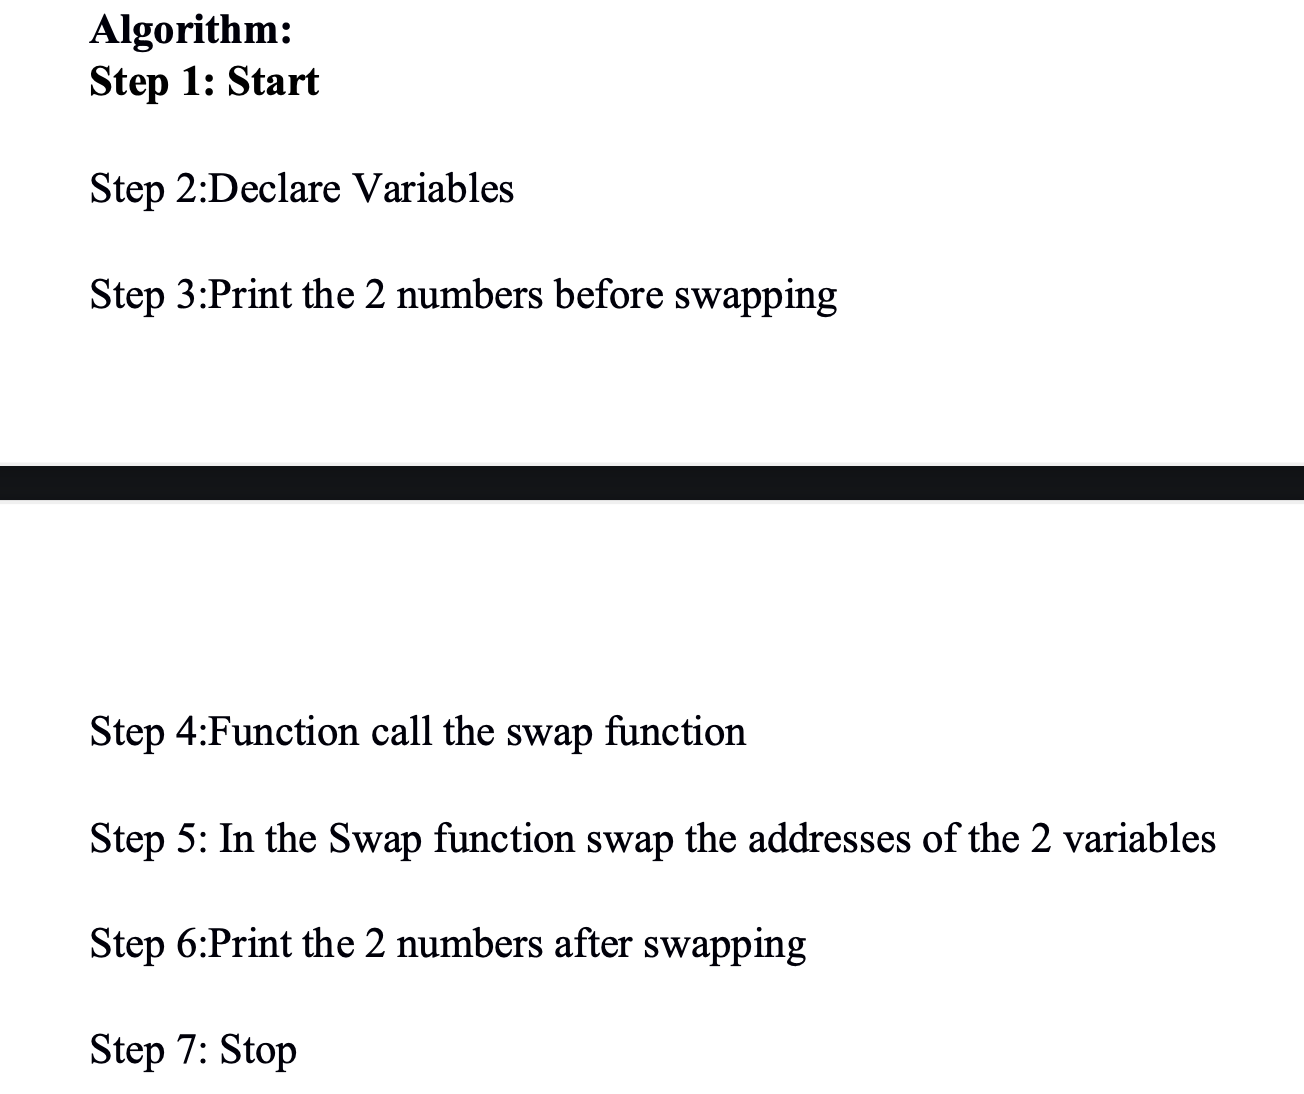 Algorithm:
Step 1: Start
Step 2:Declare Variables
Step 3:Print the 2 numbers before swapping
Step 4:Function call the swap function
Step 5: In the Swap function swap the addresses of the 2 variables
Step 6:Print the 2 numbers after swapping
Step 7: Stop